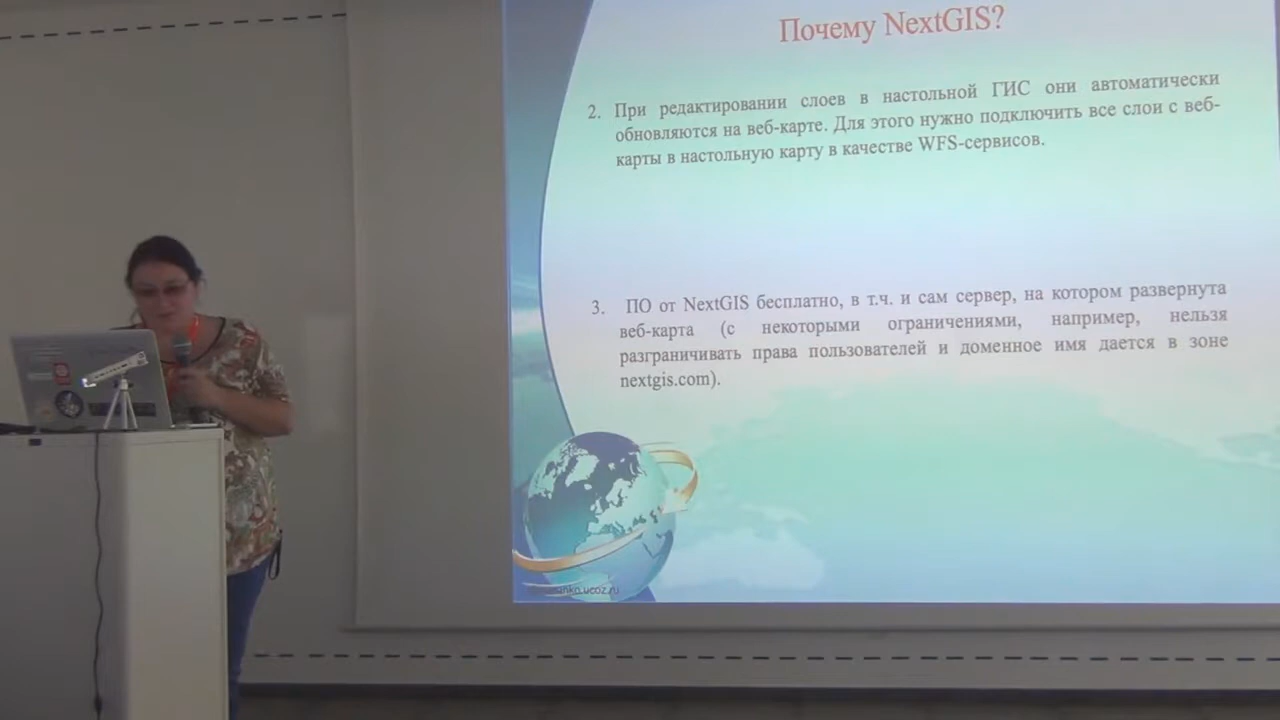 Почему NextGIS?
2. При редактировании слоев в настольной ГИС они автоматически
обновляются на веб-карте. Для этого нужно подключить все слои с веб-
карты в настольную карту в качестве WFS-сервисов.
3. ПО от NextGIS бесплатно, в т.ч. и сам сервер, на котором развернута
веб-карта (с некоторыми ограничениями, например, нельзя
разграничивать права пользователей и доменное имя дается в зоне
nextgis.com).